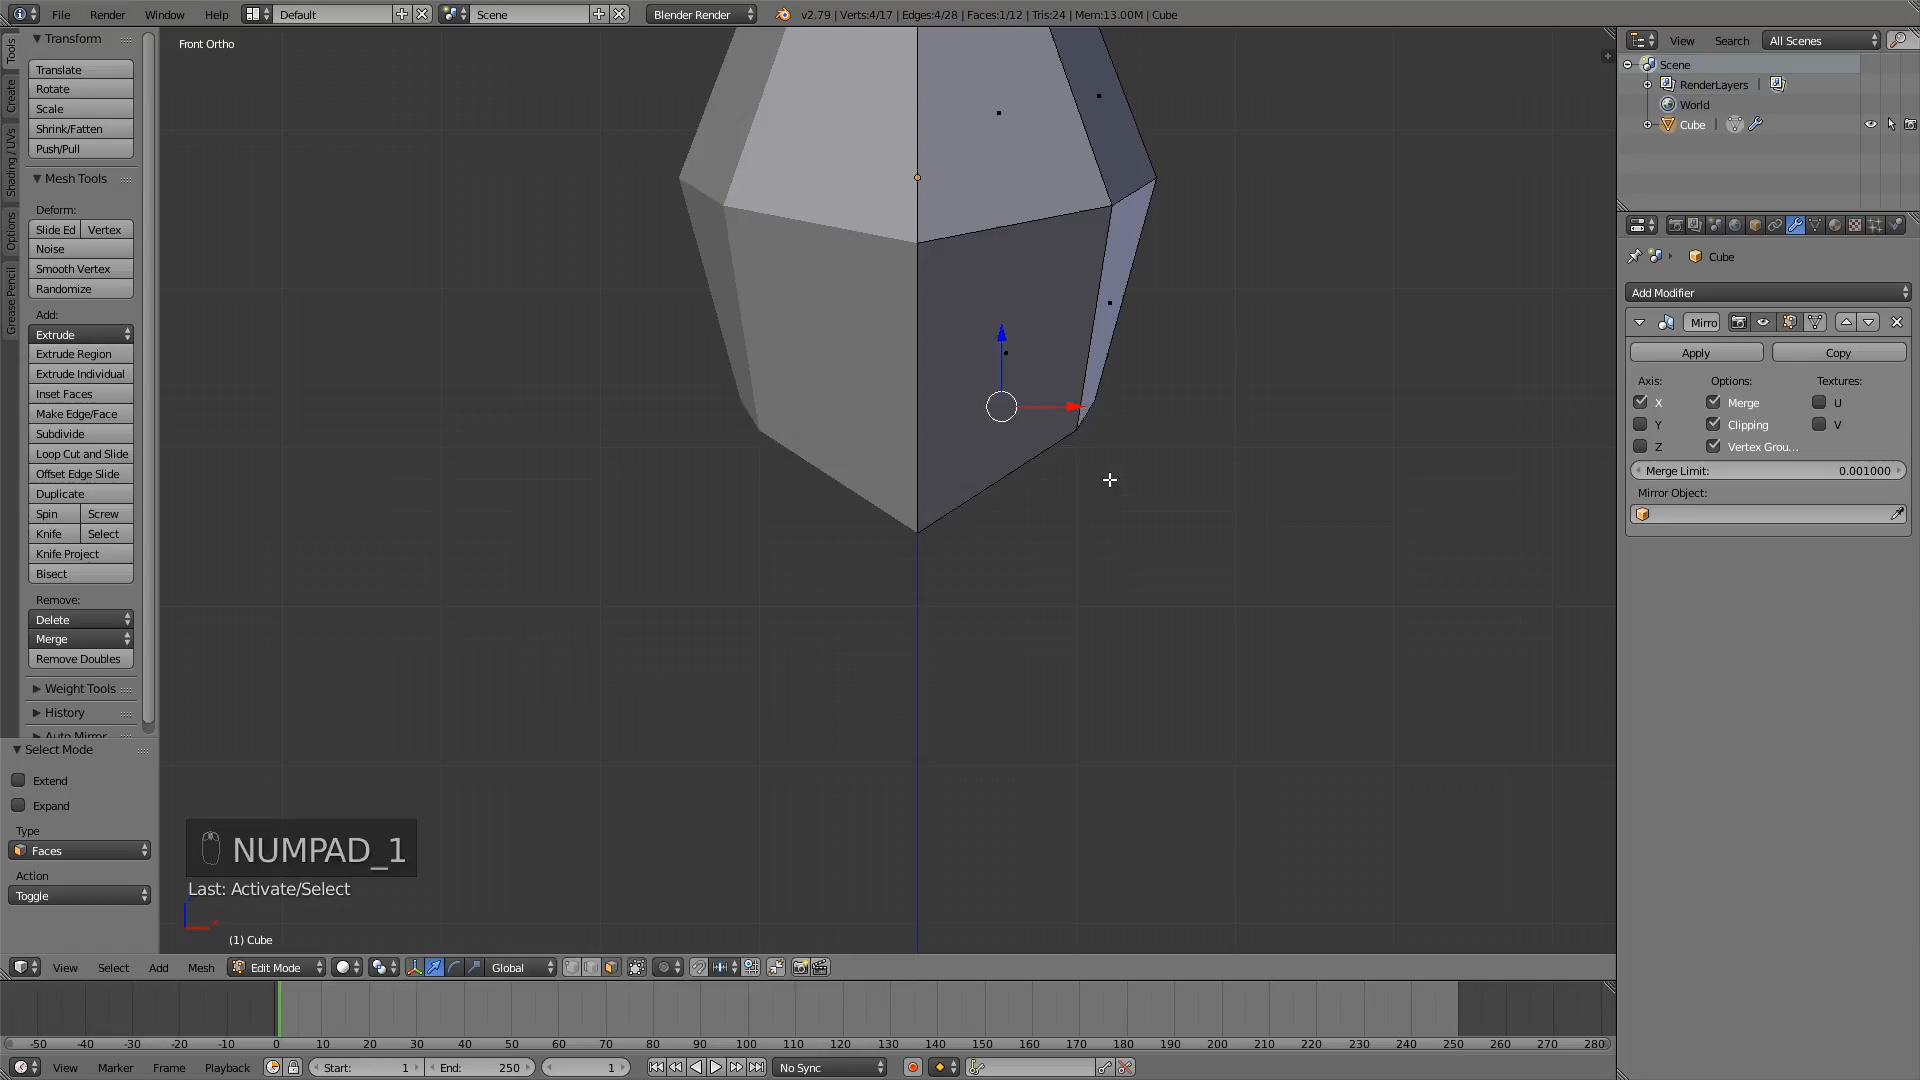 File Render Window Help Default Scene Blender Render v2.79 | Verts:4/17 | Edges:4/28 | Faces:1/12 | Tris:24 | Mem:13.00M | Cube
Tools
Create
Shading / UVs
Options
Grease Pencil
Transform
Translate
Rotate
Scale
Shrink/Fatten
Push/Pull
Mesh Tools
Deform:
Slide Ed Vertex
Noise
Smooth Vertex
Randomize
Add:
Extrude
Extrude Region
Extrude Individual
Inset Faces
Make Edge/Face
Subdivide
Loop Cut and Slide
Offset Edge Slide
Duplicate
Spin Screw
Knife Select
Knife Project
Bisect
Remove:
Delete
Merge
Remove Doubles
Weight Tools
History
Auto Mirror
Select Mode
Extend
Expand
Type
Faces
Action
Toggle
Front Ortho
NUMPAD_1
Last: Activate/Select
(1) Cube
View Select Add Mesh Edit Mode Global
-50 -40 -30 -20 -10 0 10 20 30 40 50 60 70 80 90 100 110 120 130 140 150 160 170 180 190 200 210 220 230 240 250 260 270 280
View Marker Frame Playback Start: 1 End: 250 1 No Sync
View Search All Scenes
Scene
RenderLayers
World
Cube
Cube
Add Modifier
Mirro
Apply Copy
Axis: Options: Textures:
X Merge U
Y Clipping V
Z Vertex Grou...
Merge Limit: 0.001000
Mirror Object: